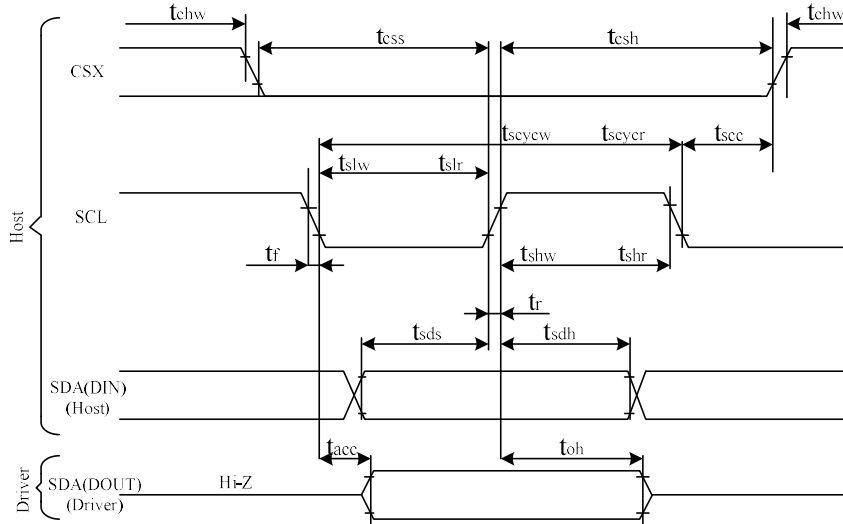 tchw
tchw
tcss
tcsh
CSX
tscycw
tscycr
tscc
tslw
tslr
SCL
Host
tf
tshw
tshr
tr
tsds
tsdh
SDA(DIN)
(Host)
tacc
toh
Driver
SDA(DOUT)
(Driver)
Hi-Z